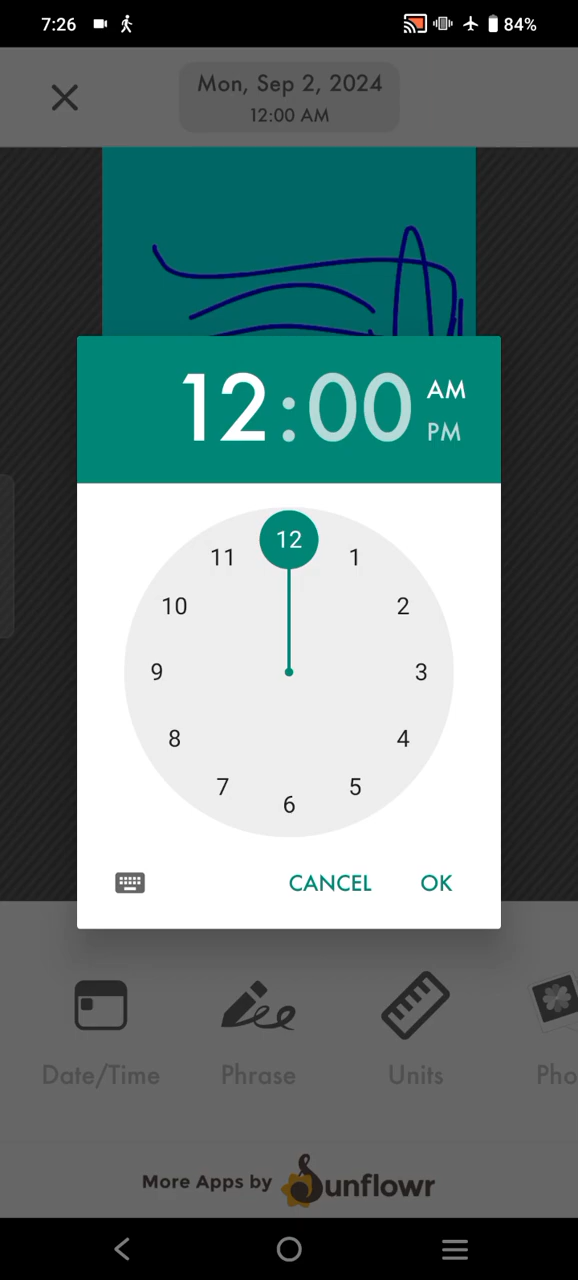 7:26
84%
Mon, Sep 2, 2024
12:00 AM
12:00
AM
PM
12
1
2
3
4
5
6
7
8
9
10
11
CANCEL
OK
Date/Time
Phrase
Units
Pho
More Apps by Sunflowr